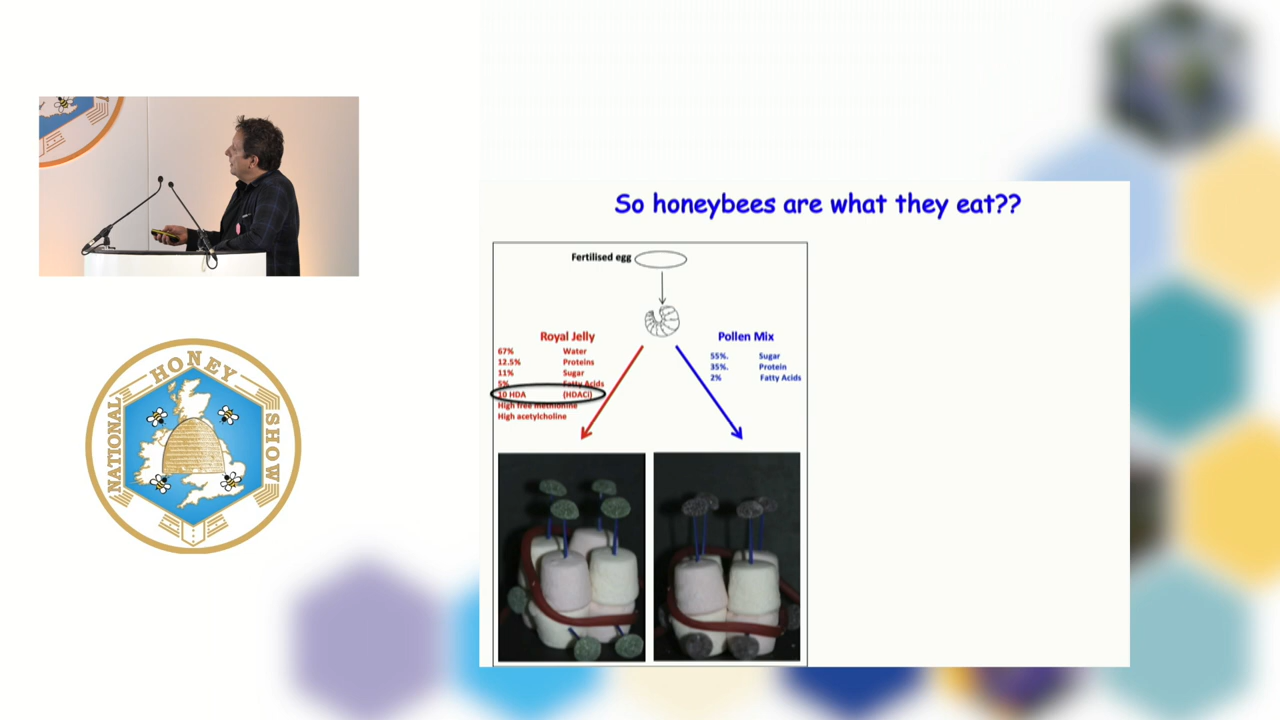 So honeybees are what they eat??
Fertilised egg
Royal Jelly
67% Water
12.5% Proteins
11% Sugar
5% Fatty Acids
10 HDA (HDACi)
High free methionine
High acetylcholine
Pollen Mix
55%. Sugar
35%. Protein
2% Fatty Acids
NATIONAL HONEY SHOW